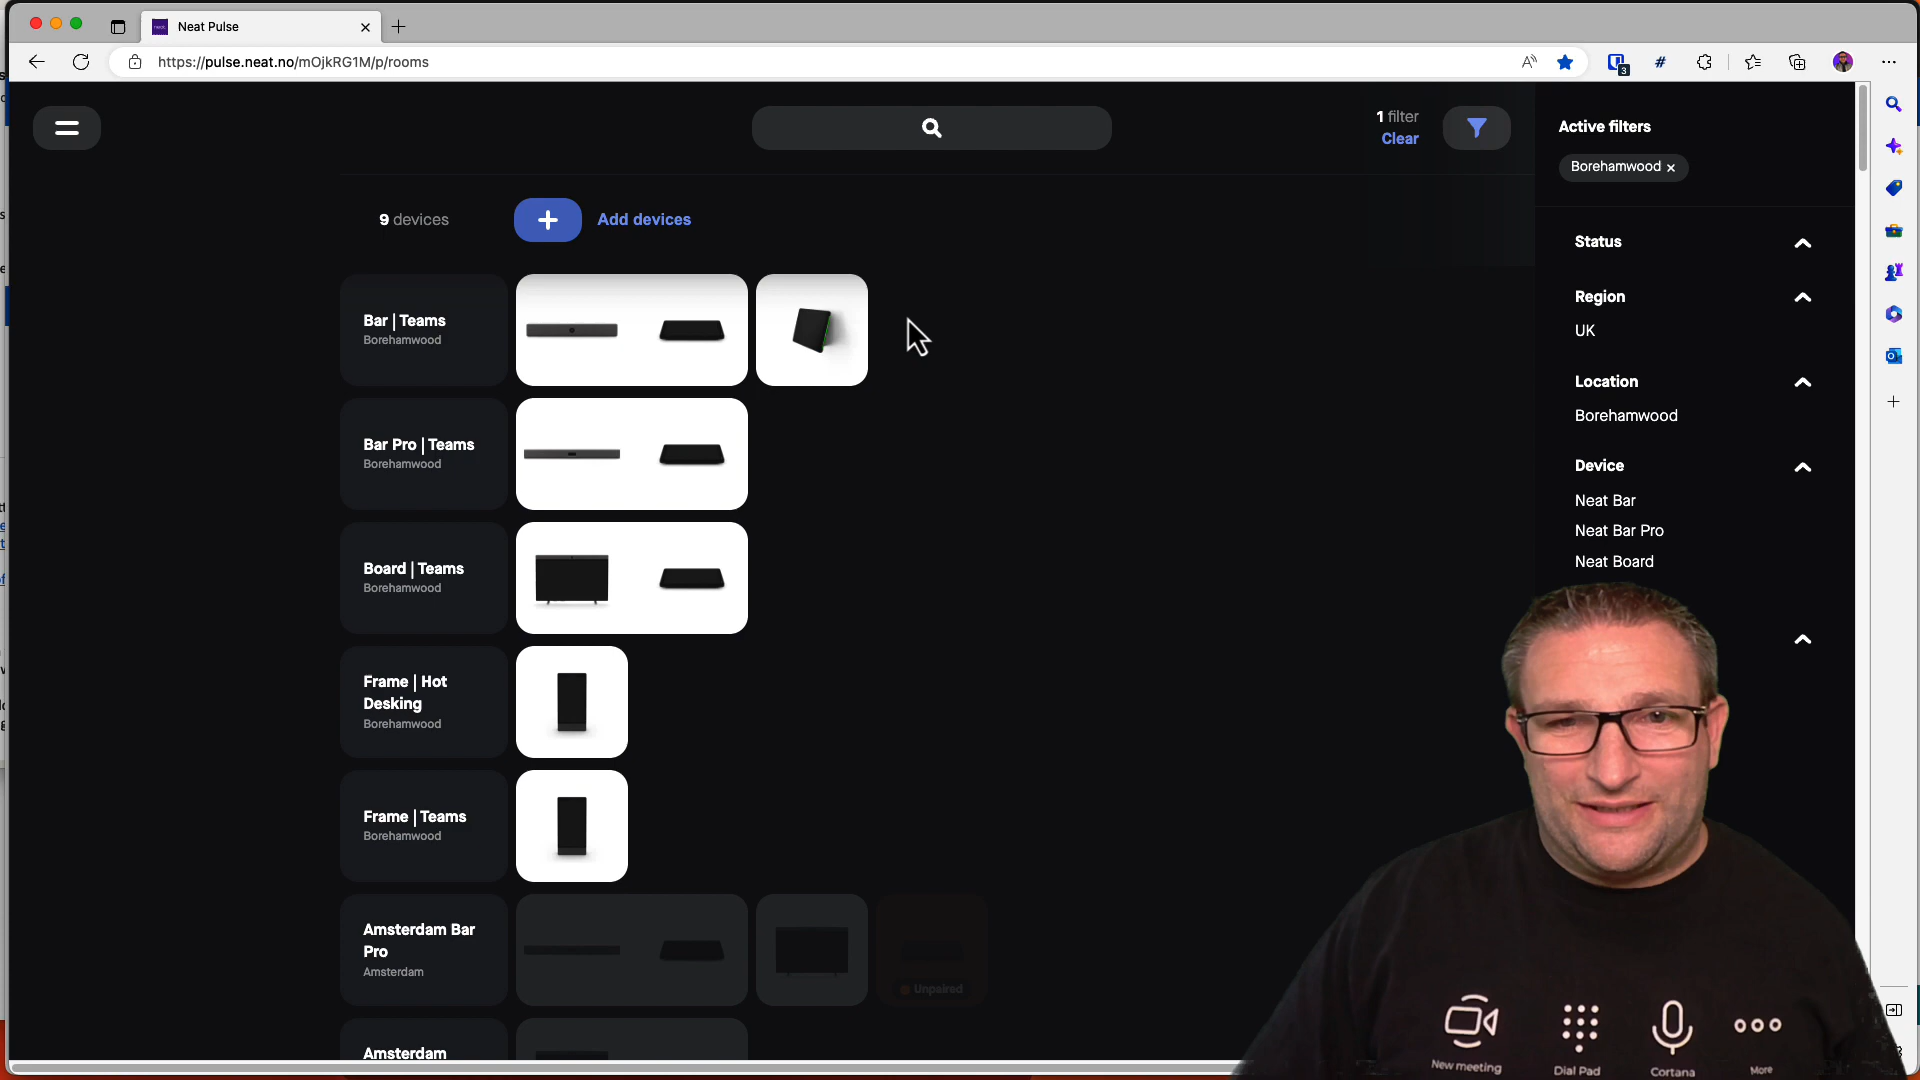 Neat Pulse
https://pulse.neat.no/mOjkRG1M/p/rooms
3
1 filter
Clear
Active filters
Borehamwood
9 devices
Add devices
Status
Region
UK
Location
Borehamwood
Device
Neat Bar
Neat Bar Pro
Neat Board
Bar | Teams
Borehamwood
Bar Pro | Teams
Borehamwood
Board | Teams
Borehamwood
Frame | Hot
Desking
Borehamwood
Frame | Teams
Borehamwood
Amsterdam Bar
Pro
Amsterdam
Unpaired
Amsterdam
New meeting
Dial Pad
Cortana
More